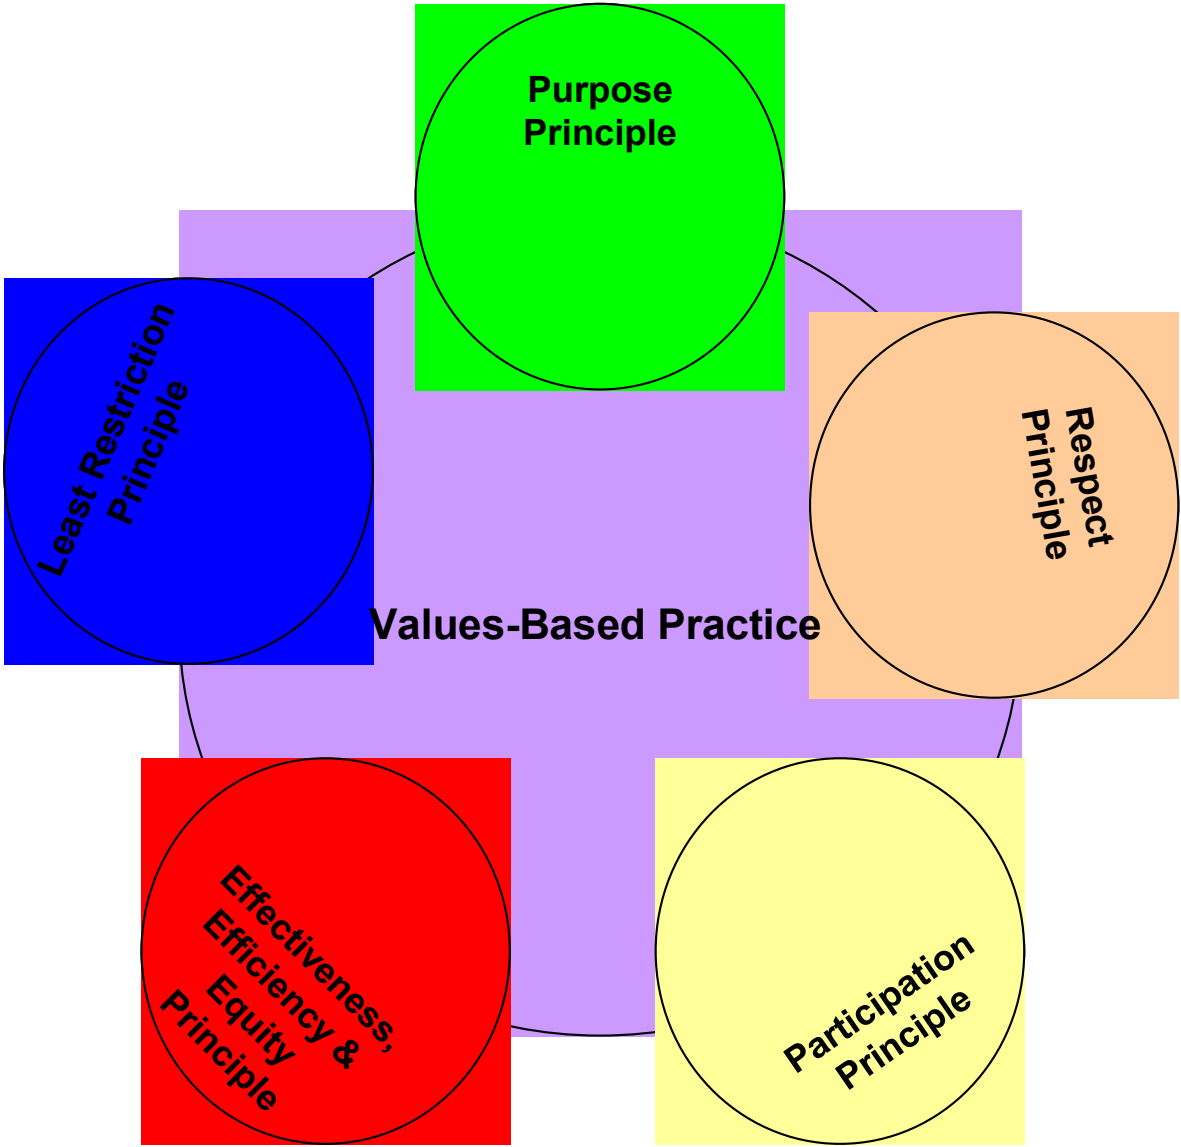 Purpose
Principle
Respect
Principle
Participation
Principle
Effectiveness,
Efficiency &
Equity
Principle
Least Restriction
Principle
Values-Based Practice